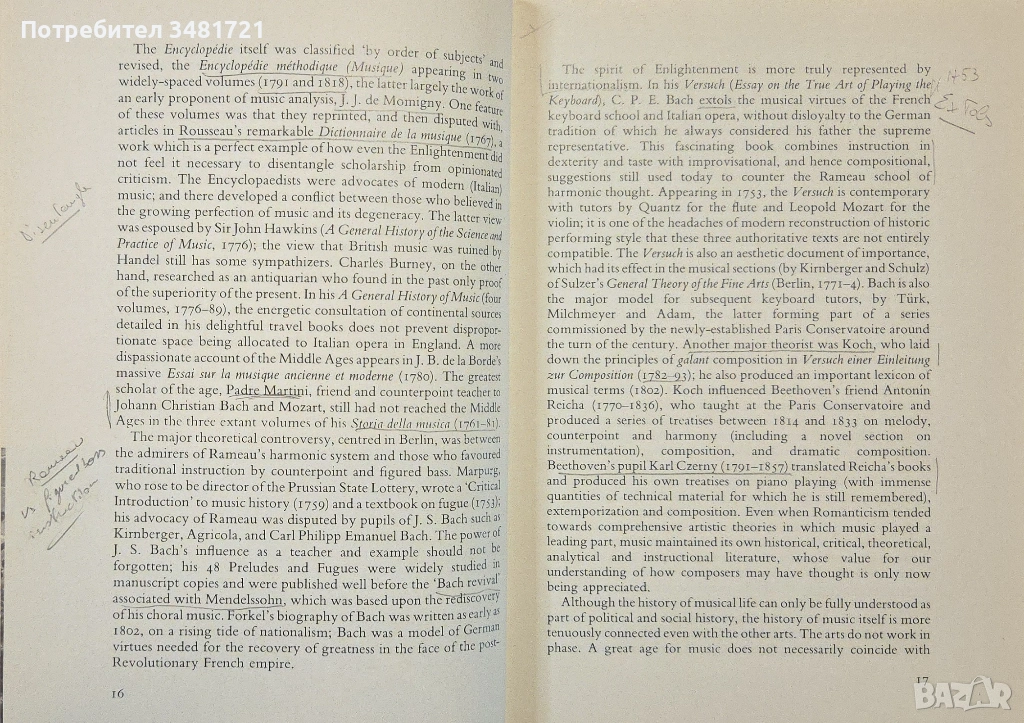 Потребител 3481721
The Encyclopédie itself was classified 'by order of subjects' and
revised, the Encyclopédie méthodique (Musique) appearing in two
widely-spaced volumes (1791 and 1818), the latter largely the work of
an early proponent of music analysis, J. J. de Momigny. One feature
of these volumes was that they reprinted, and then disputed with,
articles in Rousseau's remarkable Dictionnaire de la musique (1767), a
work which is a perfect example of how even the Enlightenment did
not feel it necessary to disentangle scholarship from opinionated
criticism. The Encyclopaedists were advocates of modern (Italian)
music; and there developed a conflict between those who believed in
the growing perfection of music and its degeneracy. The latter view
was espoused by Sir John Hawkins (A General History of the Science and
Practice of Music, 1776); the view that British music was ruined by
Handel still has some sympathizers. Charles Burney, on the other
hand, researched as an antiquarian who found in the past only proof
of the superiority of the present. In his A General History of Music (four
volumes, 1776–89), the energetic consultation of continental sources
detailed in his delightful travel books does not prevent dispropor-
tionate space being allocated to Italian opera in England. A more
dispassionate account of the Middle Ages appears in J. B. de la Borde's
massive Essai sur la musique ancienne et moderne (1780). The greatest
scholar of the age, Padre Martini, friend and counterpoint teacher to
Johann Christian Bach and Mozart, still had not reached the Middle
Ages in the three extant volumes of his Storia della musica (1761–81).
The major theoretical controversy, centred in Berlin, was between
the admirers of Rameau's harmonic system and those who favoured
traditional instruction by counterpoint and figured bass. Marpurg,
who rose to be director of the Prussian State Lottery, wrote a 'Critical
Introduction' to music history (1759) and a textbook on fugue (1753);
his advocacy of Rameau was disputed by pupils of J. S. Bach such as
Kirnberger, Agricola, and Carl Philipp Emanuel Bach. The power of
J. S. Bach's influence as a teacher and example should not be
forgotten; his 48 Preludes and Fugues were widely studied in
manuscript copies and were published well before the 'Bach revival'
associated with Mendelssohn, which was based upon the rediscovery
of his choral music. Forkel's biography of Bach was written as early as
1802, on a rising tide of nationalism; Bach was a model of German
virtues needed for the recovery of greatness in the face of the post-
Revolutionary French empire.
16
Disentangle
Rameau
vs figured bass
instruction
The spirit of Enlightenment is more truly represented by
internationalism. In his Versuch (Essay on the True Art of Playing the
Keyboard), C. P. E. Bach extols the musical virtues of the French
keyboard school and Italian opera, without disloyalty to the German
tradition of which he always considered his father the supreme
representative. This fascinating book combines instruction in
dexterity and taste with improvisational, and hence compositional,
suggestions still used today to counter the Rameau school of
harmonic thought. Appearing in 1753, the Versuch is contemporary
with tutors by Quantz for the flute and Leopold Mozart for the
violin; it is one of the headaches of modern reconstruction of historic
performing style that these three authoritative texts are not entirely
compatible. The Versuch is also an aesthetic document of importance,
which had its effect in the musical sections (by Kirnberger and Schulz)
of Sulzer's General Theory of the Fine Arts (Berlin, 1771–4). Bach is also
the major model for subsequent keyboard tutors, by Türk,
Milchmeyer and Adam, the latter forming part of a series
commissioned by the newly-established Paris Conservatoire around
the turn of the century. Another major theorist was Koch, who laid
down the principles of galant composition in Versuch einer Einleitung
zur Composition (1782–93); he also produced an important lexicon of
musical terms (1802). Koch influenced Beethoven's friend Antonin
Reicha (1770–1836), who taught at the Paris Conservatoire and
produced a series of treatises between 1814 and 1833 on melody,
counterpoint and harmony (including a novel section on
instrumentation), composition, and dramatic composition.
Beethoven's pupil Karl Czerny (1791–1857) translated Reicha's books
and produced his own treatises on piano playing (with immense
quantities of technical material for which he is still remembered),
extemporization and composition. Even when Romanticism tended
towards comprehensive artistic theories in which music played a
leading part, music maintained its own historical, critical, theoretical,
analytical and instructional literature, whose value for our
understanding of how composers may have thought is only now
being appreciated.
Although the history of musical life can only be fully understood as
part of political and social history, the history of music itself is more
tenuously connected even with the other arts. The arts do not work in
phase. A great age for music does not necessarily coincide with
17
1753
Extols
BAZAR